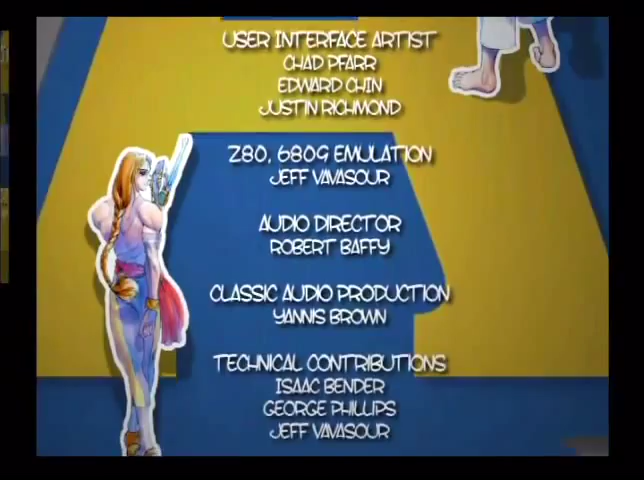 USER INTERFACE ARTIST
CHAD PFARR
EDWARD CHIN
JUSTIN RICHMOND
Z80, 6809 EMULATION
JEFF VAVASOUR
AUDIO DIRECTOR
ROBERT BAFFY
CLASSIC AUDIO PRODUCTION
YANNIS BROWN
TECHNICAL CONTRIBUTIONS
ISAAC BENDER
GEORGE PHILLIPS
JEFF VAVASOUR